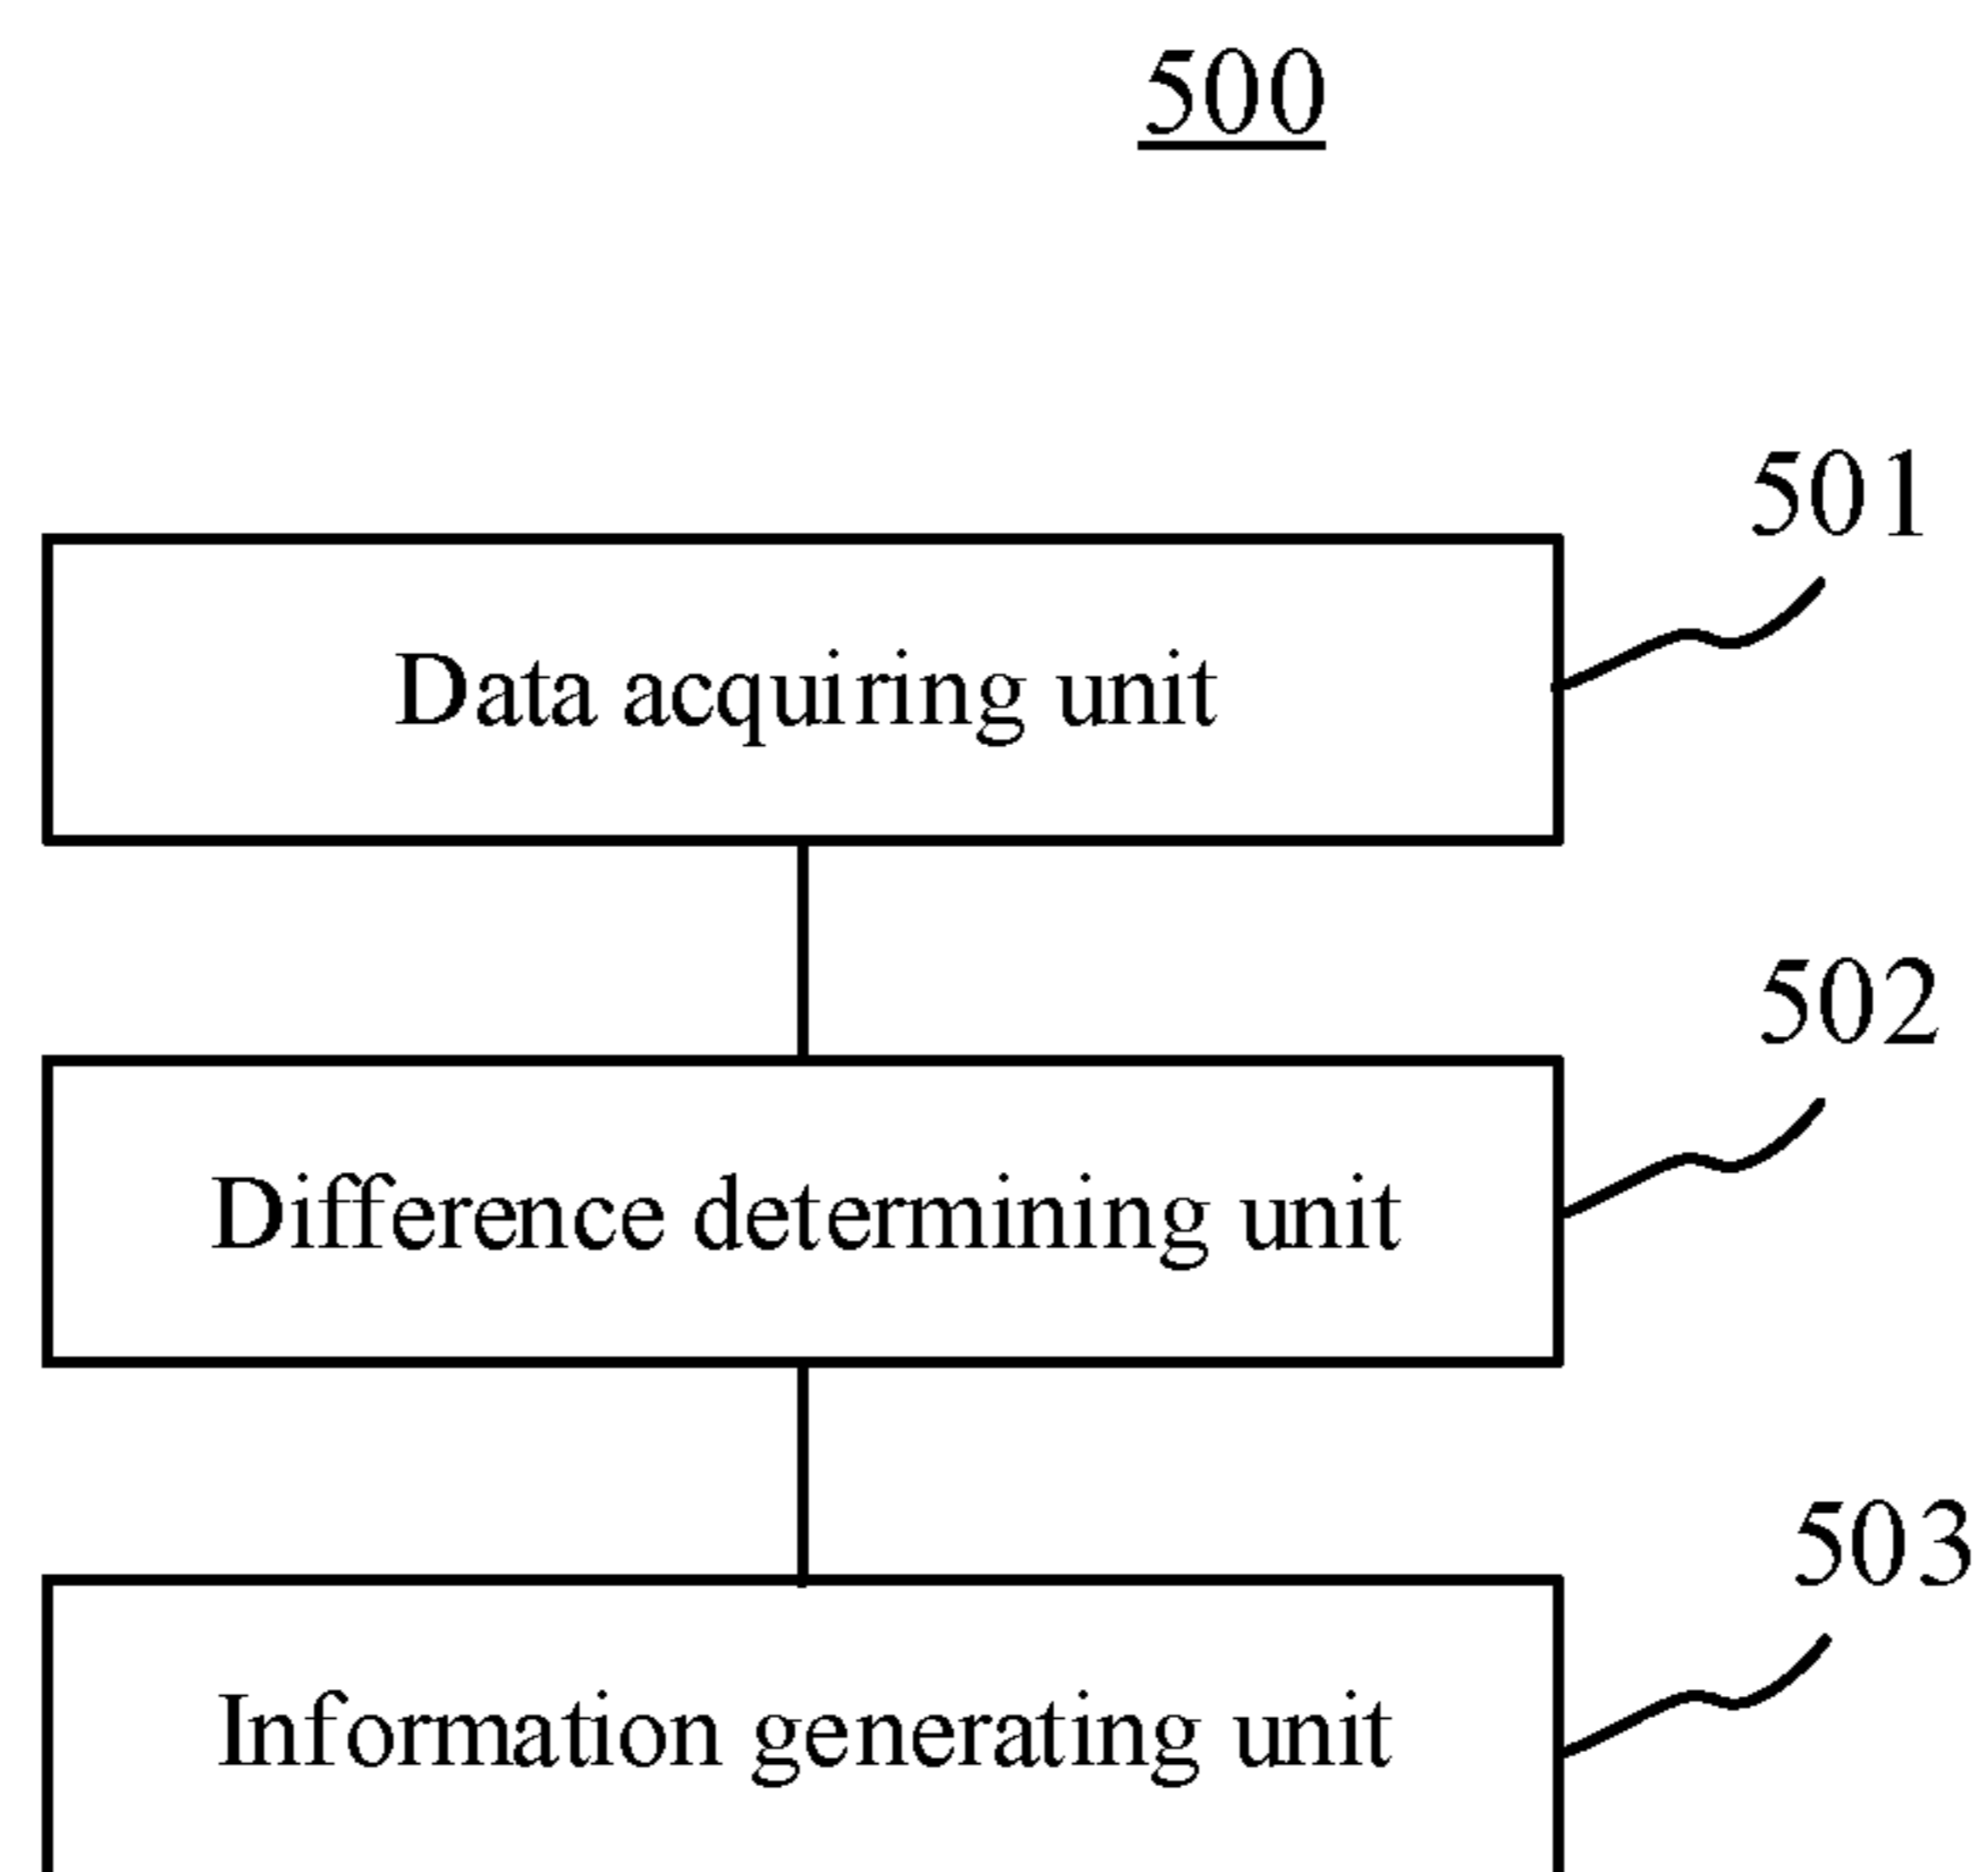 500
501
Data acquiring unit
502
Difference determining unit
503
Information generating unit